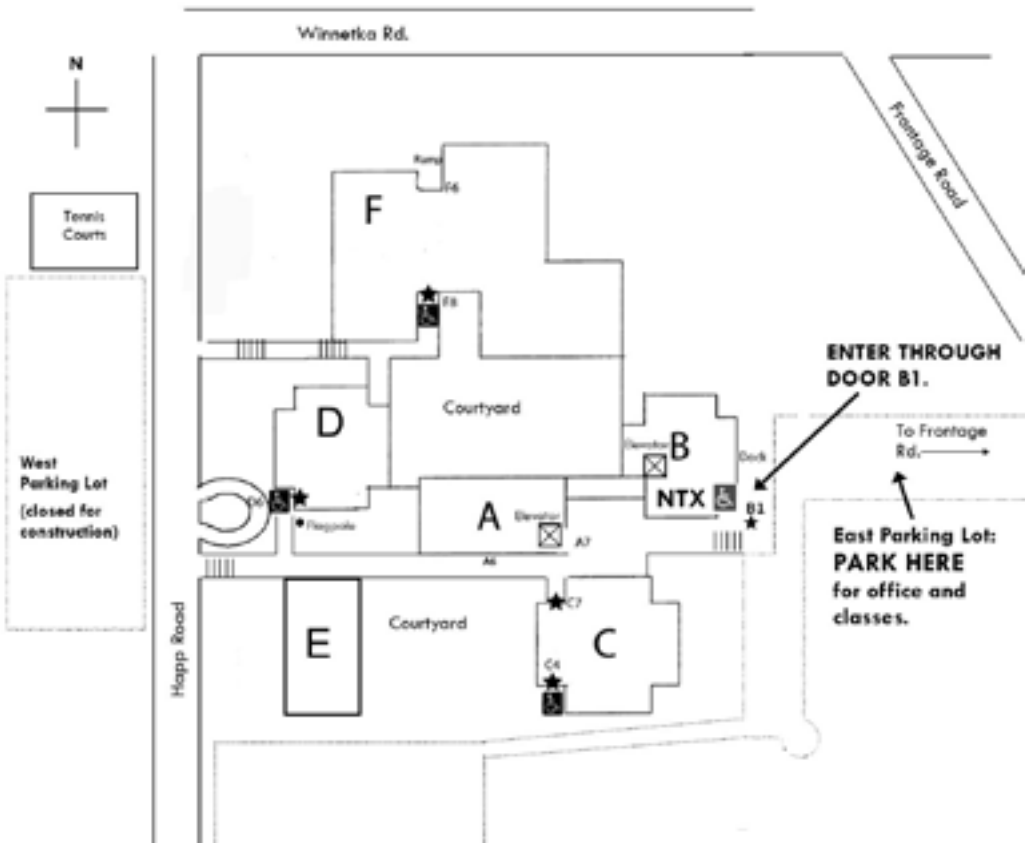 Winnetka Rd.
N
Frontage Road
Ramp
F6
F
Tennis
Courts
F8
ENTER THROUGH
DOOR B1.
Courtyard
D
To Frontage
Rd.
Elevator
B
Dock
West
Parking Lot
(closed for
construction)
D6
NTX
B1
A
Elevator
Flagpole
A7
A6
East Parking Lot:
PARK HERE
for office and
classes.
C7
Courtyard
E
C
C4
Happ Road